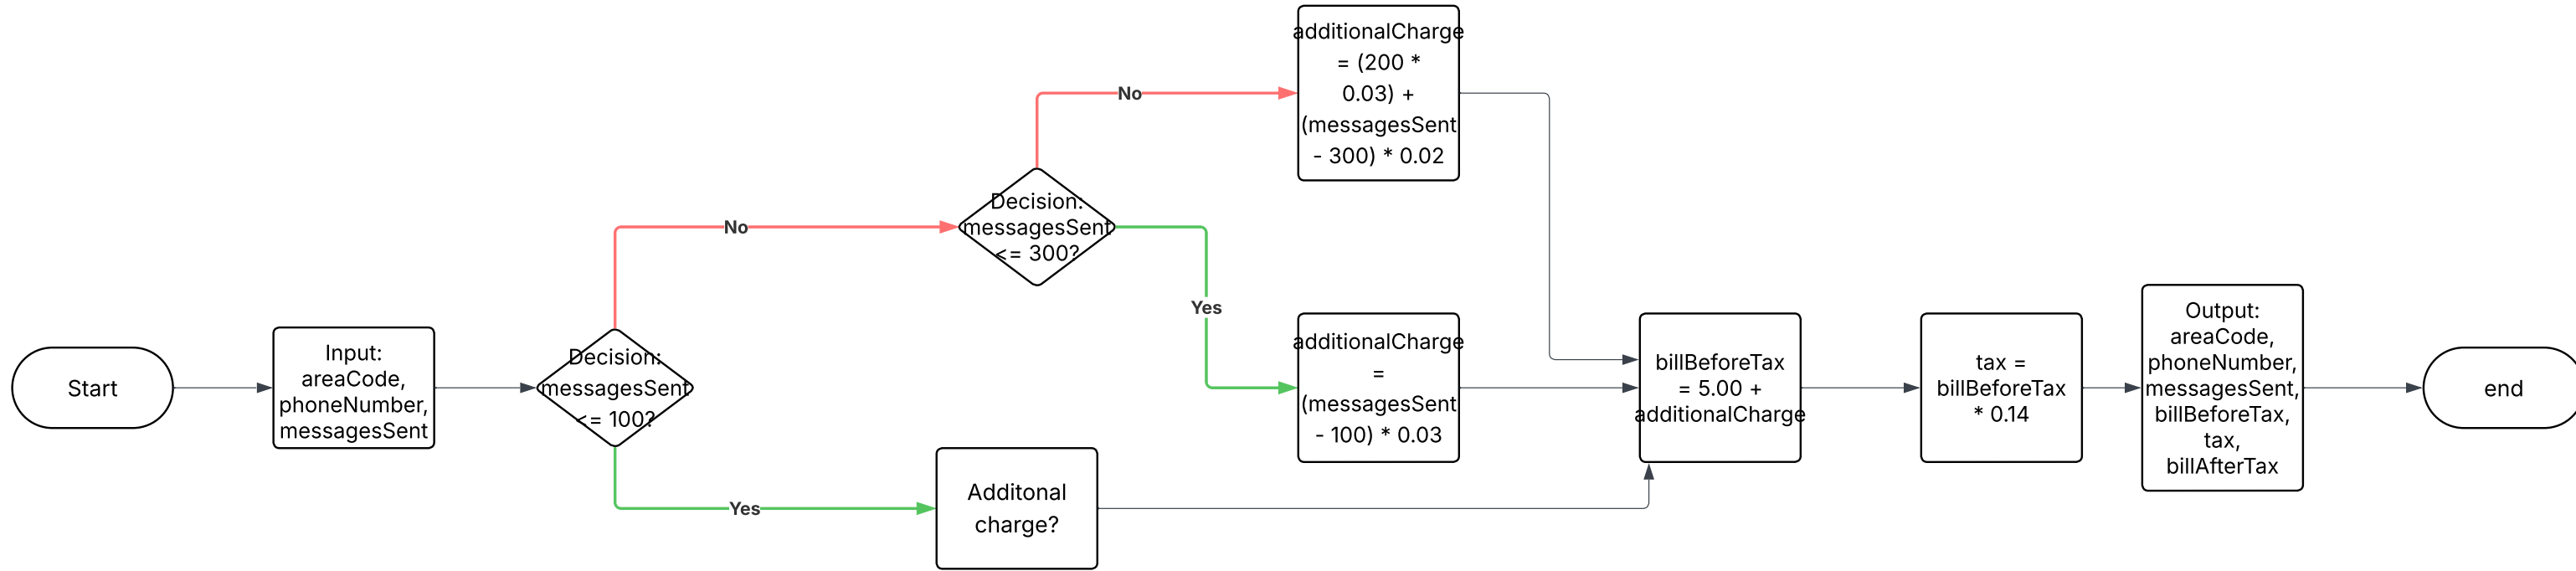 Start
Input:
areaCode,
phoneNumber,
messagesSent
Decision:
messagesSent
<= 100?
No
Yes
Decision:
messagesSent
<= 300?
No
Yes
additionalCharge
= (200 *
0.03) +
(messagesSent
- 300) * 0.02
additionalCharge
=
(messagesSent
- 100) * 0.03
Additonal
charge?
billBeforeTax
= 5.00 +
additionalCharge
tax =
billBeforeTax
* 0.14
Output:
areaCode,
phoneNumber,
messagesSent,
billBeforeTax,
tax,
billAfterTax
end